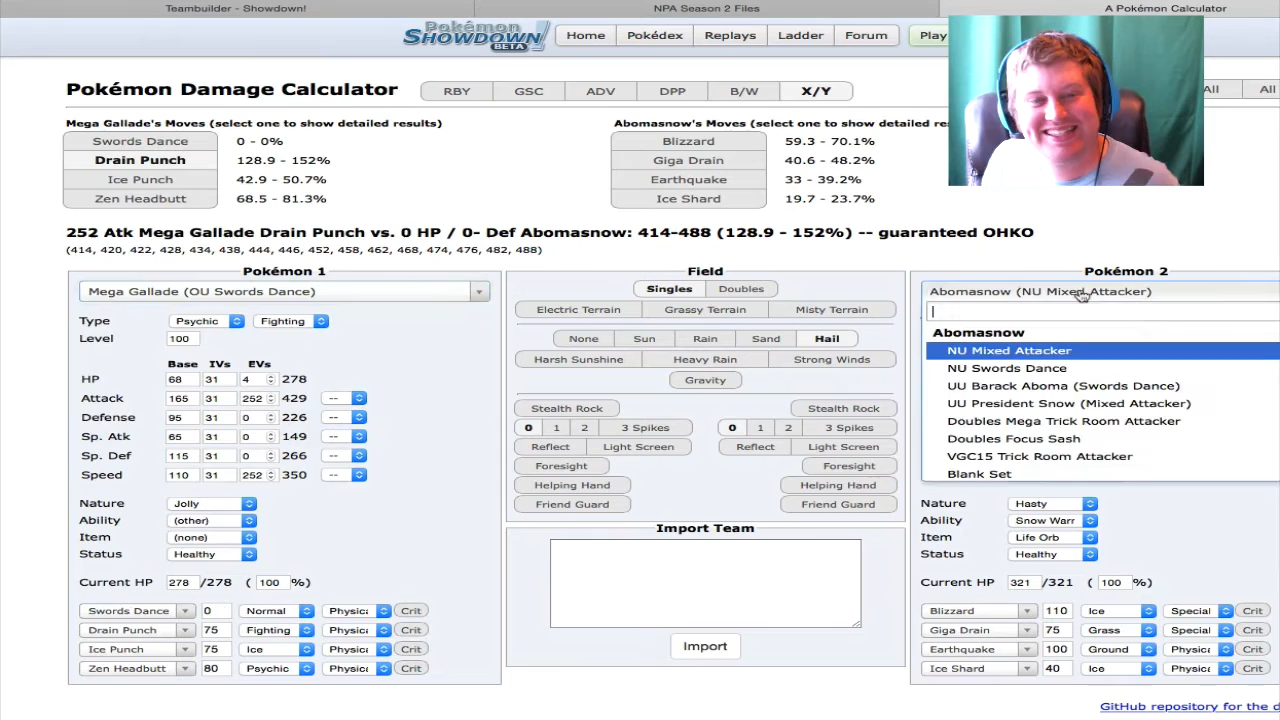 Teambuilder - Showdown! NPA Season 2 Files A Pokémon Calculator
Pokémon SHOWDOWN! BETA Home Pokédex Replays Ladder Forum Play
Pokémon Damage Calculator RBY GSC ADV DPP B/W X/Y All All
Mega Gallade's Moves (select one to show detailed results)
Swords Dance 0 - 0%
Drain Punch 128.9 - 152%
Ice Punch 42.9 - 50.7%
Zen Headbutt 68.5 - 81.3%
Abomasnow's Moves (select one to show detailed
Blizzard 59.3 - 70.1%
Giga Drain 40.6 - 48.2%
Earthquake 33 - 39.2%
Ice Shard 19.7 - 23.7%
252 Atk Mega Gallade Drain Punch vs. 0 HP / 0- Def Abomasnow: 414-488 (128.9 - 152%) -- guaranteed OHKO
(414, 420, 422, 428, 434, 438, 444, 446, 452, 458, 462, 468, 474, 476, 482, 488)
Pokémon 1
Mega Gallade (OU Swords Dance)
Type Psychic Fighting
Level 100
Base IVs EVs
HP 68 31 4 278
Attack 165 31 252 429 --
Defense 95 31 0 226 --
Sp. Atk 65 31 0 149 --
Sp. Def 115 31 0 266 --
Speed 110 31 252 350 --
Nature Jolly
Ability (other)
Item (none)
Status Healthy
Current HP 278 /278 ( 100 %)
Swords Dance 0 Normal Physica Crit
Drain Punch 75 Fighting Physica Crit
Ice Punch 75 Ice Physica Crit
Zen Headbutt 80 Psychic Physica Crit
Field
Singles Doubles
Electric Terrain Grassy Terrain Misty Terrain
None Sun Rain Sand Hail
Harsh Sunshine Heavy Rain Strong Winds
Gravity
Stealth Rock Stealth Rock
0 1 2 3 Spikes 0 1 2 3 Spikes
Reflect Light Screen Reflect Light Screen
Foresight Foresight
Helping Hand Helping Hand
Friend Guard Friend Guard
Import Team
Import
Pokémon 2
Abomasnow (NU Mixed Attacker)
Abomasnow
NU Mixed Attacker
NU Swords Dance
UU Barack Aboma (Swords Dance)
UU President Snow (Mixed Attacker)
Doubles Mega Trick Room Attacker
Doubles Focus Sash
VGC15 Trick Room Attacker
Blank Set
Nature Hasty
Ability Snow Warr
Item Life Orb
Status Healthy
Current HP 321 /321 ( 100 %)
Blizzard 110 Ice Special Crit
Giga Drain 75 Grass Special Crit
Earthquake 100 Ground Physica Crit
Ice Shard 40 Ice Physica Crit
GitHub repository for the d